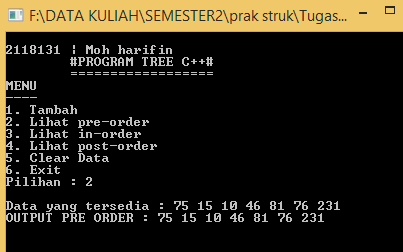 F:\DATA KULIAH\SEMESTER2\prak struk\Tugas...
2118131 | Moh harifin
#PROGRAM TREE C++#
==================
MENU
----
1. Tambah
2. Lihat pre-order
3. Lihat in-order
4. Lihat post-order
5. Clear Data
6. Exit
Pilihan : 2
Data yang tersedia : 75 15 10 46 81 76 231
OUTPUT PRE ORDER : 75 15 10 46 81 76 231